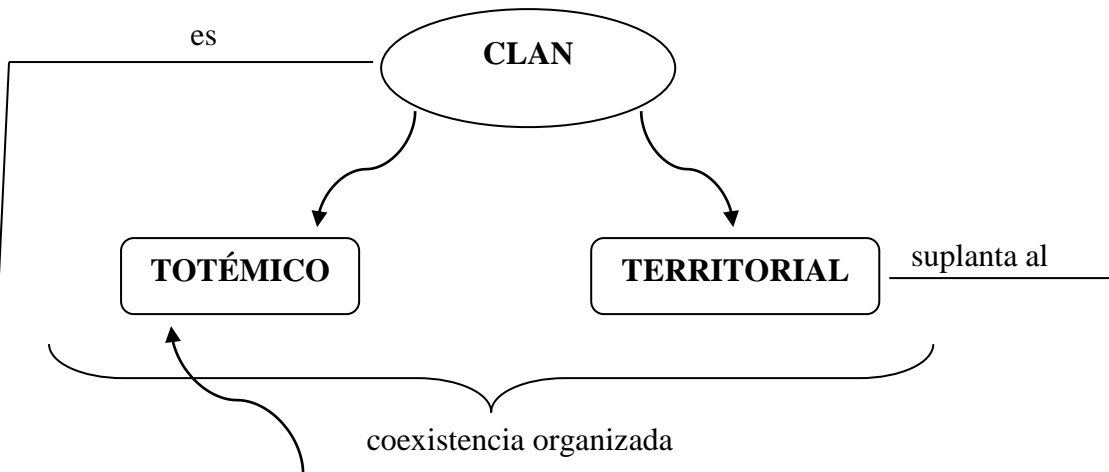 es
CLAN
TOTÉMICO
TERRITORIAL
suplanta al
coexistencia organizada